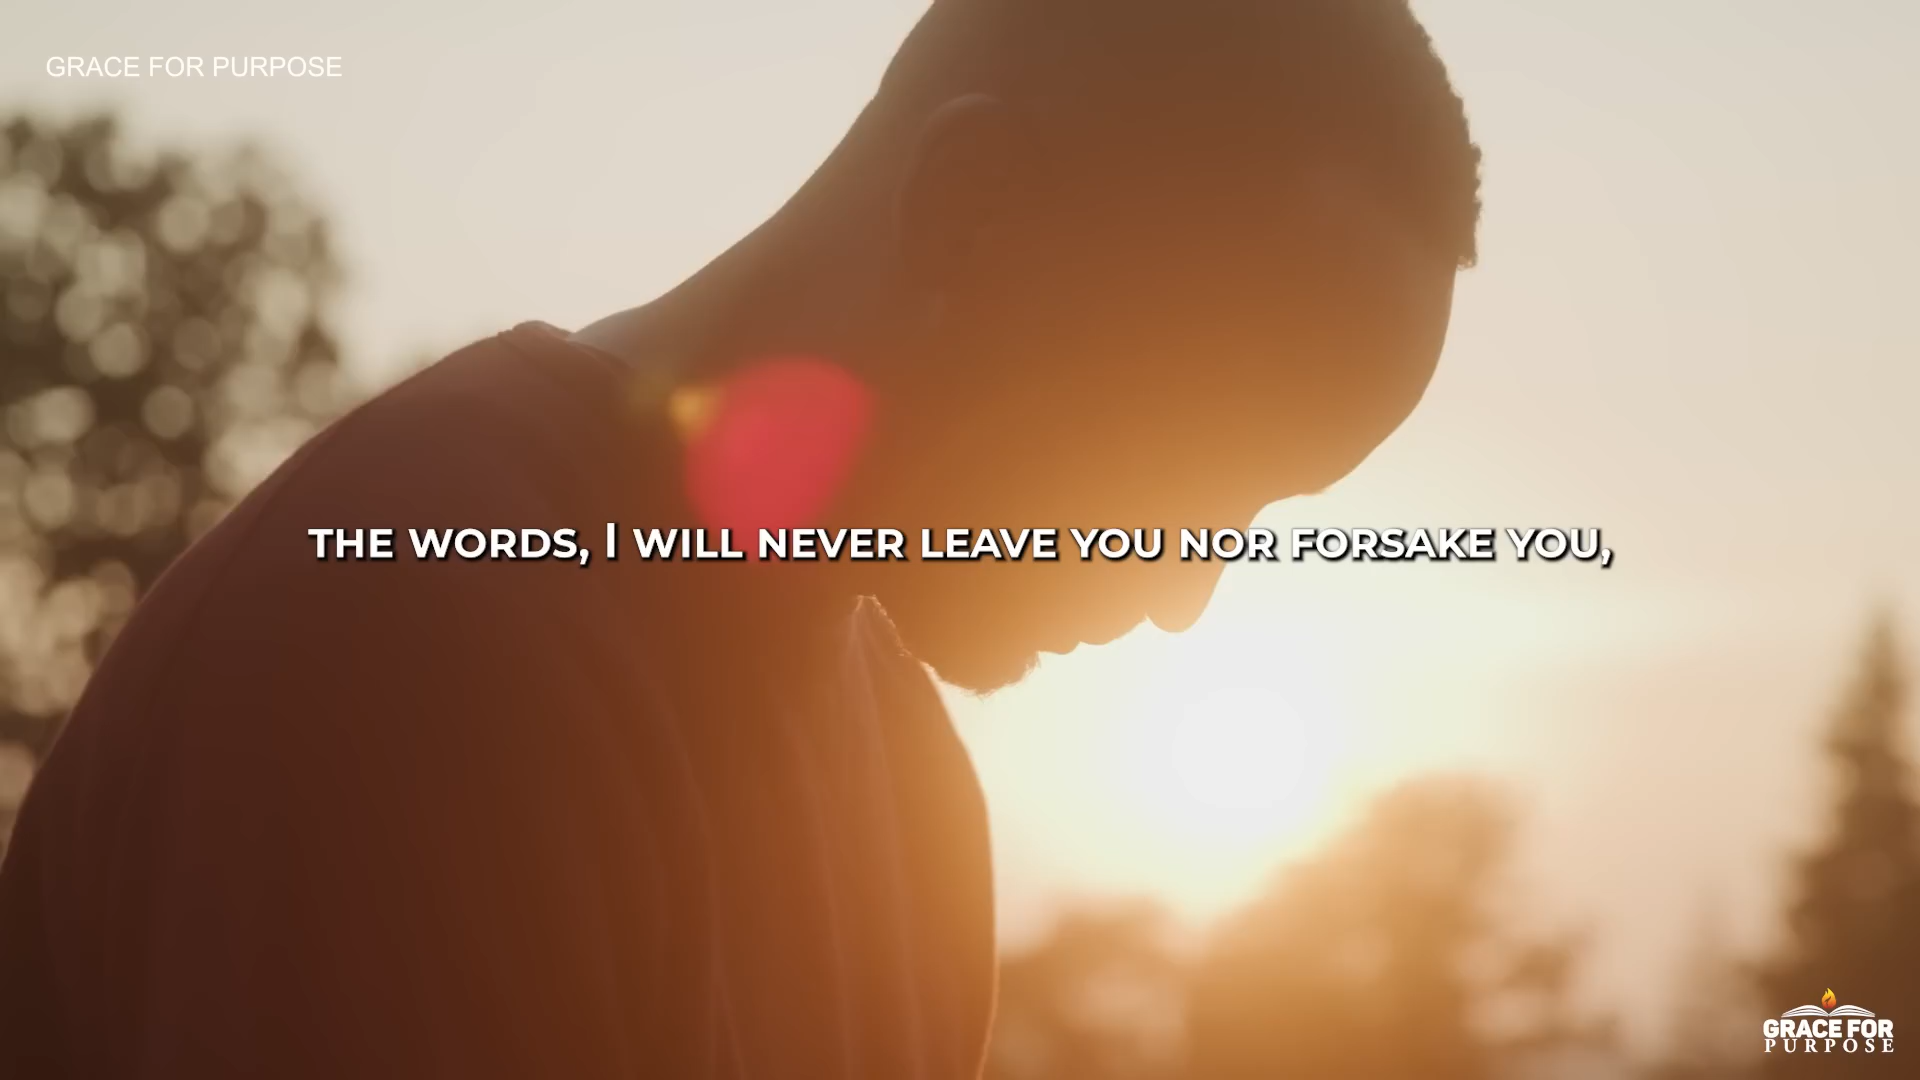 GRACE FOR PURPOSE
THE WORDS, I WILL NEVER LEAVE YOU NOR FORSAKE YOU,
GRACE FOR
PURPOSE